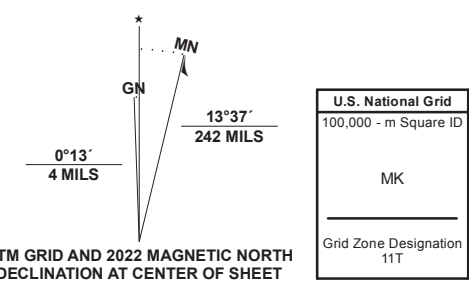 ★
MN
GN
13°37´
242 MILS
0°13´
4 MILS
TM GRID AND 2022 MAGNETIC NORTH
DECLINATION AT CENTER OF SHEET
U.S. National Grid
100,000 - m Square ID
MK
Grid Zone Designation
11T